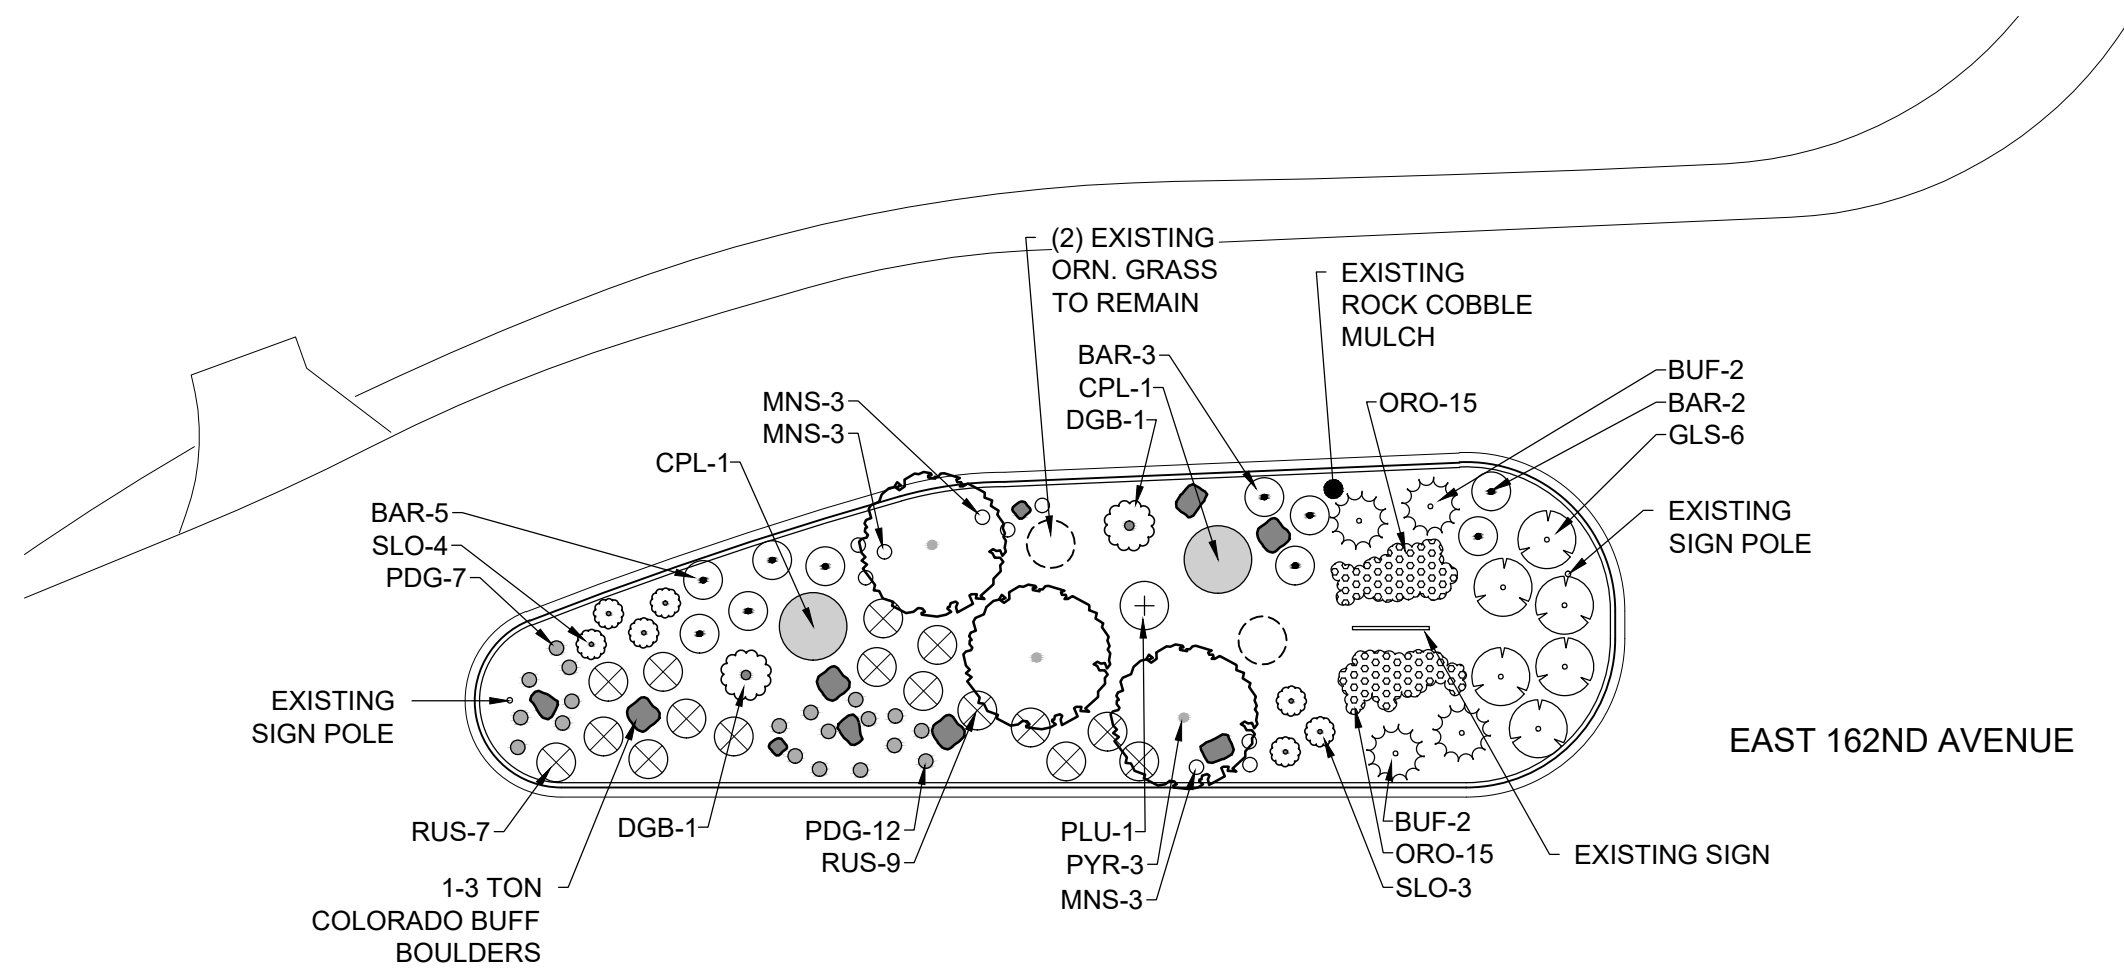 (2) EXISTING
ORN. GRASS
TO REMAIN
EXISTING
ROCK COBBLE
MULCH
BAR-3
CPL-1
DGB-1
ORO-15
BUF-2
BAR-2
GLS-6
EXISTING
SIGN POLE
MNS-3
MNS-3
CPL-1
BAR-5
SLO-4
PDG-7
EXISTING
SIGN POLE
EAST 162ND AVENUE
RUS-7
1-3 TON
COLORADO BUFF
BOULDERS
DGB-1
PDG-12
RUS-9
PLU-1
PYR-3
MNS-3
BUF-2
ORO-15
SLO-3
EXISTING SIGN